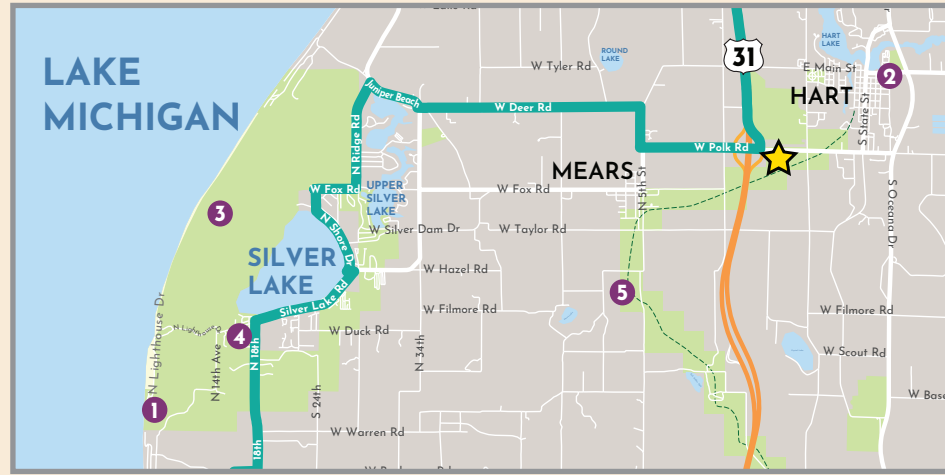 LAKE
MICHIGAN
ROUND
LAKE
W Tyler Rd
31
HART
LAKE
E Main St
2
HART
S State St
Juniper Beach
W Deer Rd
N Ridge Rd
W Polk Rd
MEARS
N 5th St
W Fox Rd
UPPER
SILVER
LAKE
W Fox Rd
3
N Shore Dr
W Silver Dam Dr
W Taylor Rd
S Oceana Dr
SILVER
LAKE
W Hazel Rd
5
Silver Lake Rd
W Filmore Rd
W Filmore Rd
N Lighthouse Dr
N Lighthouse Dr
4
N 18th
W Duck Rd
N 34th
W Scout Rd
N 14th Ave
S 24th
W Base
1
W Warren Rd
18th